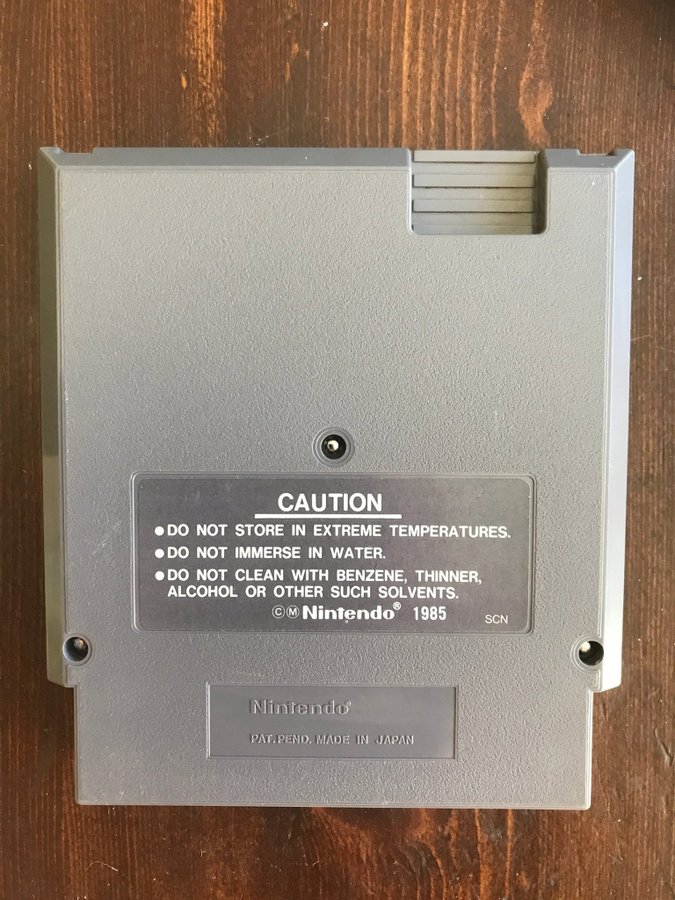 CAUTION
●DO NOT STORE IN EXTREME TEMPERATURES.
●DO NOT IMMERSE IN WATER.
●DO NOT CLEAN WITH BENZENE, THINNER,
ALCOHOL OR OTHER SUCH SOLVENTS.
©Ⓜ Nintendo® 1985 SCN
Nintendo®
PAT. PEND. MADE IN JAPAN